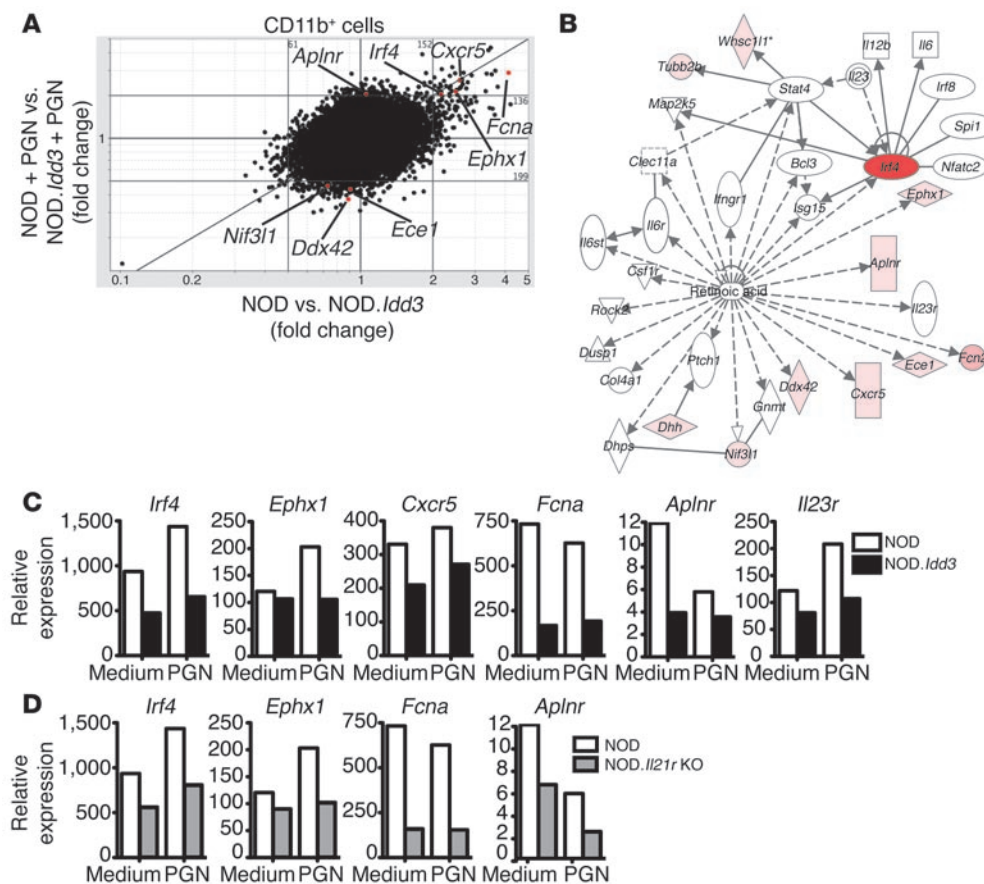 A
CD11b+ cells
NOD + PGN vs.
NOD.Idd3 + PGN
(fold change)
61
152
136
199
Aplnr
Irf4
Cxcr5
Fcna
Ephx1
Nif3l1
Ddx42
Ece1
1
0.1 0.2 1 2 3 4 5
NOD vs. NOD.Idd3
(fold change)
B
Whsc1l1*
Tubb2b
Il12b
Il6
Stat4
Il23
Irf8
Map2k5
Spi1
Clec11a
Bcl3
Irf4
Nfatc2
Ifngr1
Isg15
Ephx1
Il6st
Il6r
Aplnr
Csf1r
Retinoic acid
Rock2
Il23r
Dusp1
Ptch1
Col4a1
Ece1
Fcn2
Ddx42
Cxcr5
Gnmt
Dhh
Dhps
Nif3l1
C
Relative
expression
Irf4
1,500
1,000
500
0
Medium PGN
Ephx1
250
200
150
100
50
0
Medium PGN
Cxcr5
400
300
200
100
0
Medium PGN
Fcna
750
500
250
0
Medium PGN
Aplnr
12
10
8
6
4
2
0
Medium PGN
Il23r
250
200
150
100
50
0
Medium PGN
NOD
NOD.Idd3
D
Relative
expression
Irf4
1,500
1,000
500
0
Medium PGN
Ephx1
250
200
150
100
50
0
Medium PGN
Fcna
750
500
250
0
Medium PGN
Aplnr
12
10
8
6
4
2
0
Medium PGN
NOD
NOD.Il21r KO